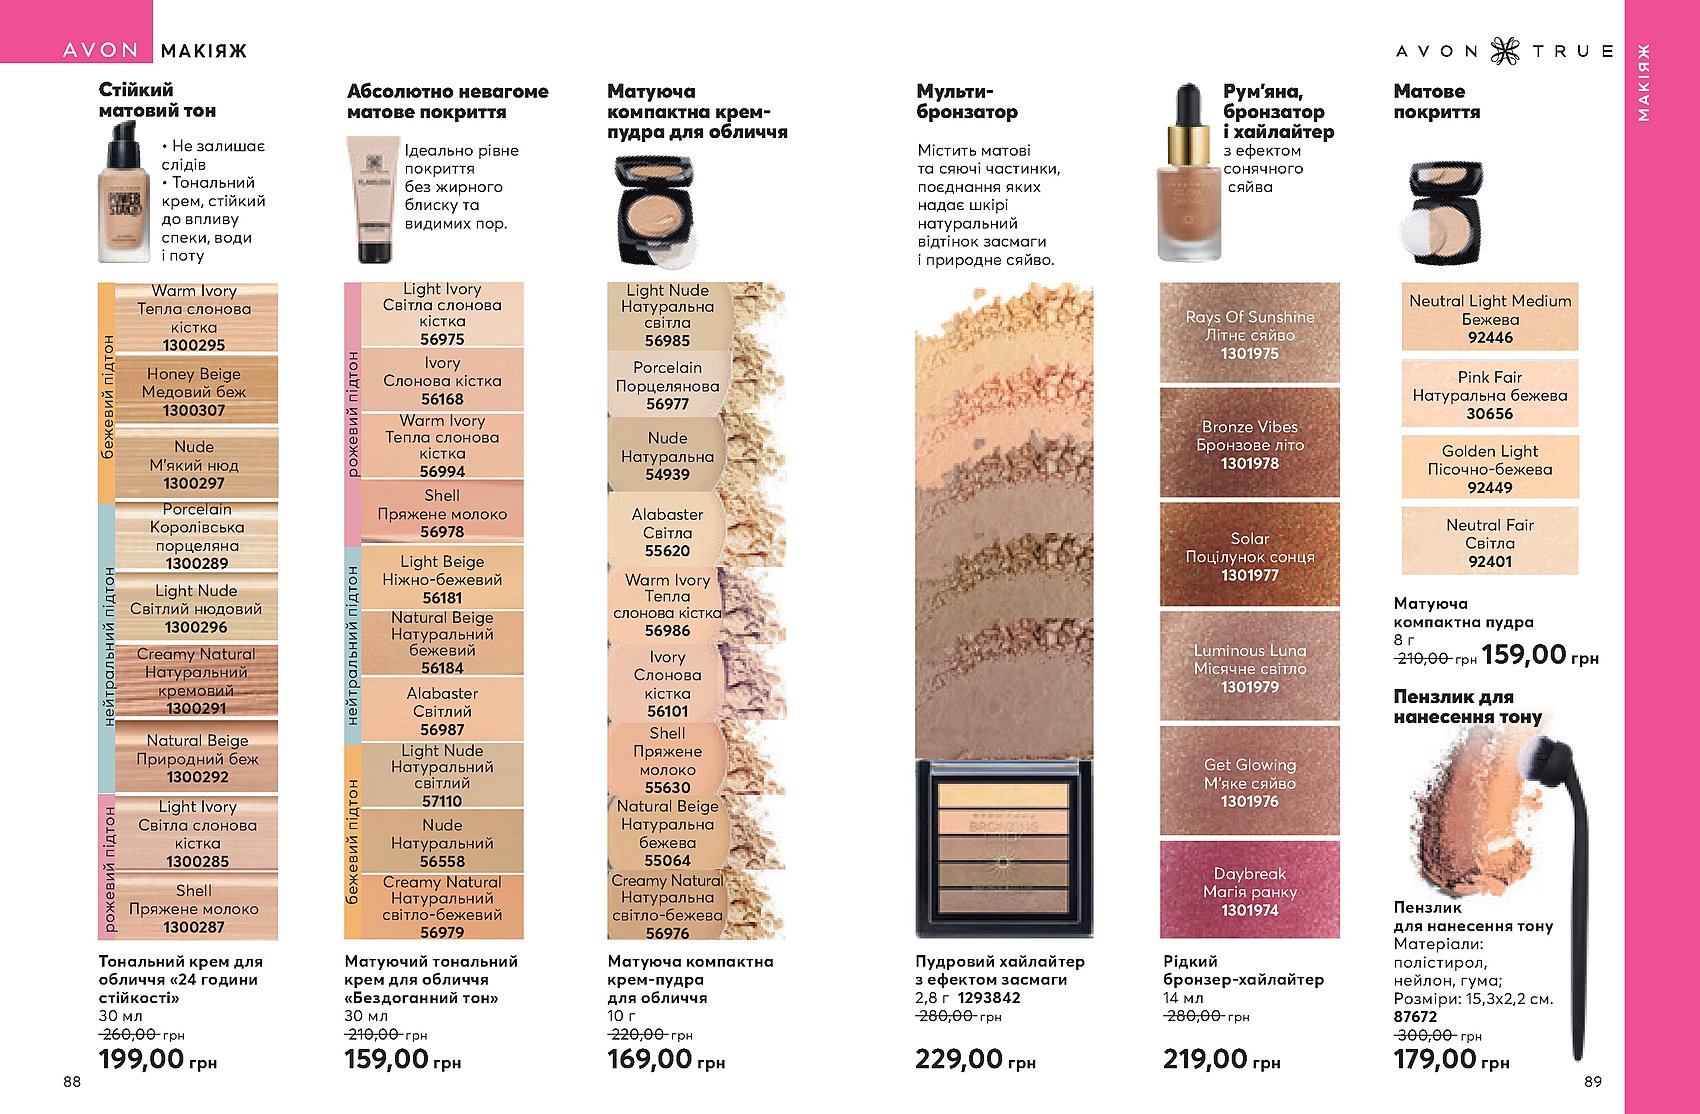 AVON МАКІЯ�ж
AVON TRUE
МАКІЯЖ
Стійкий
матовий тон
• Не залишає
слідів
• Тональний
крем, стійкий
до впливу
спеки, води
і поту
бежевий підтон
Warm Ivory
Тепла слонова
кістка
1300295
Honey Beige
Медовий беж
1300307
Nude
М'який нюд
1300297
нейтральний підтон
Porcelain
Королівська
порцеляна
1300289
Light Nude
Світлий нюдовий
1300296
Creamy Natural
Натуральний
кремовий
1300291
Natural Beige
Природний беж
1300292
рожевий підтон
Light Ivory
Світла слонова
кістка
1300285
Shell
Пряжене молоко
1300287
Тональний крем для
обличчя «24 години
стійкості»
30 мл
260,00 грн
199,00 грн
Абсолютно невагоме
матове покриття
Ідеально рівне
покриття
без жирного
блиску та
видимих пор.
рожевий підтон
Light Ivory
Світла слонова
кістка
56975
Ivory
Слонова кістка
56168
Warm Ivory
Тепла слонова
кістка
56994
Shell
Пряжене молоко
56978
нейтральний підтон
Light Beige
Ніжно-бежевий
56181
Natural Beige
Натуральний
бежевий
56184
Alabaster
Світлий
56987
бежевий підтон
Light Nude
Натуральний
світлий
57110
Nude
Натуральний
56558
Creamy Natural
Натуральний
світло-бежевий
56979
Матуючий тональний
крем для обличчя
«Бездоганний тон»
30 мл
210,00 грн
159,00 грн
Матуюча
компактна крем-
пудра для обличчя
Light Nude
Натуральна
світла
56985
Porcelain
Порцелянова
56977
Nude
Натуральна
54939
Alabaster
Світла
55620
Warm Ivory
Тепла
слонова кістка
56986
Ivory
Слонова
кістка
56101
Shell
Пряжене
молоко
55630
Natural Beige
Натуральна
бежева
55064
Creamy Natural
Натуральна
світло-бежева
56976
Матуюча компактна
крем-пудра
для обличчя
10 г
220,00 грн
169,00 грн
Мульти-
бронзатор
Містить матові
та сяючі частинки,
поєднання яких
надає шкірі
натуральний
відтінок засмаги
і природне сяйво.
Пудровий хайлайтер
з ефектом засмаги
2,8 г 1293842
280,00 грн
229,00 грн
Рум'яна,
бронзатор
і хайлайтер
з ефектом
сонячного
сяйва
Rays Of Sunshine
Літнє сяйво
1301975
Bronze Vibes
Бронзове літо
1301978
Solar
Поцілунок сонця
1301977
Luminous Luna
Місячне світло
1301979
Get Glowing
М'яке сяйво
1301976
Daybreak
Магія ранку
1301974
Рідкий
бронзер-хайлайтер
14 мл
280,00 грн
219,00 грн
Матове
покриття
Neutral Light Medium
Бежева
92446
Pink Fair
Натуральна бежева
30656
Golden Light
Пісочно-бежева
92449
Neutral Fair
Світла
92401
Матуюча
компактна пудра
8 г
210,00 грн 159,00 грн
Пензлик для
нанесення тону
Пензлик
для нанесення тону
Матеріали:
полістирол,
нейлон, гума;
Розміри: 15,3х2,2 см.
87672
300,00 грн
179,00 грн
88
89